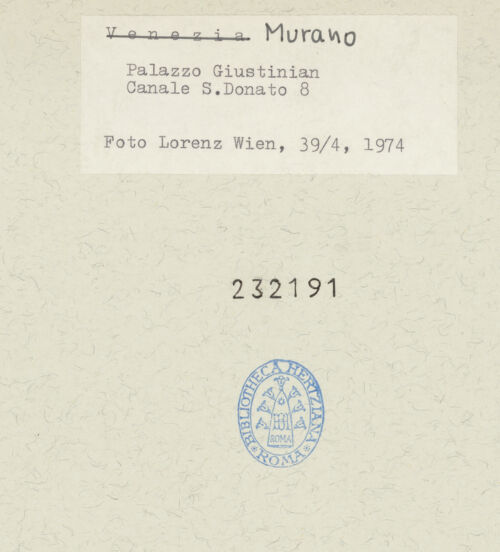 Venezia Murano
Palazzo Giustinian
Canale S.Donato 8
Foto Lorenz Wien, 39/4, 1974
232191
BIBLIOTHECA HERTZIANA
ROMA
ROMA